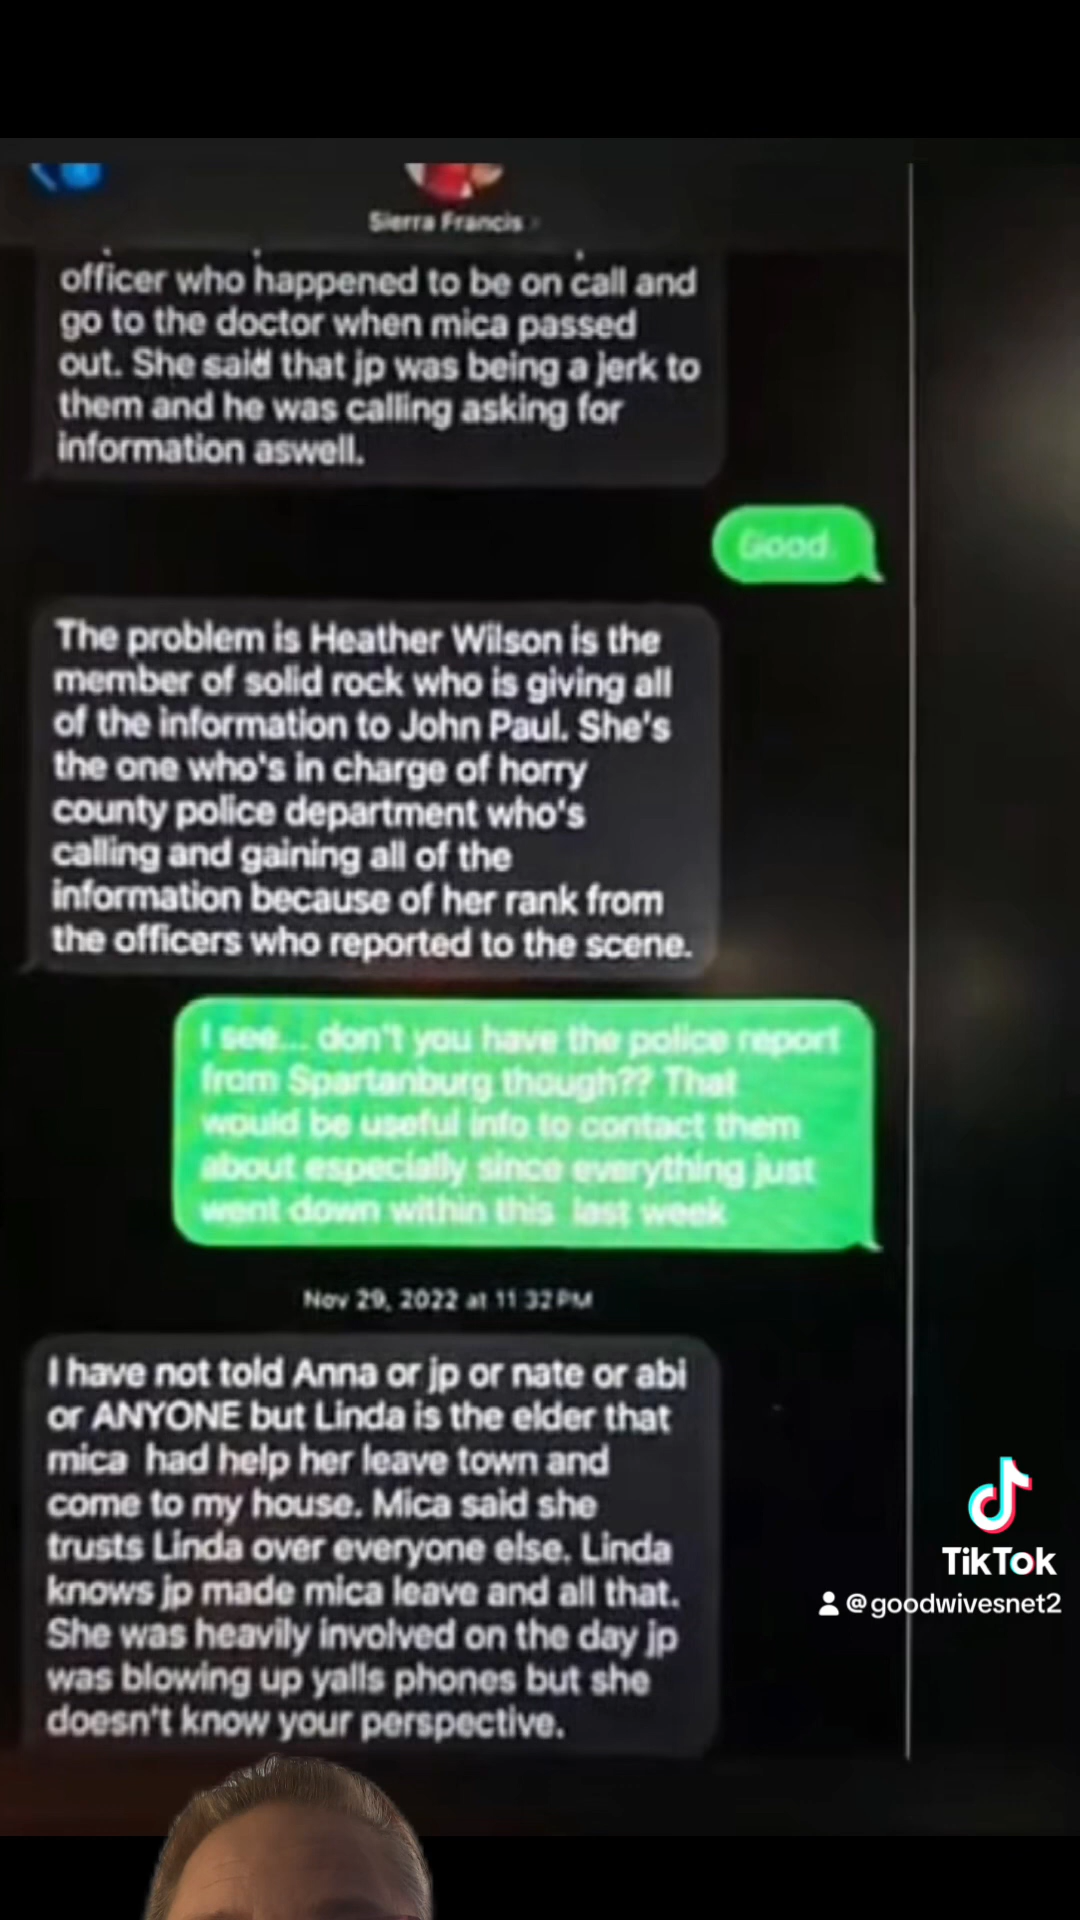 Sierra Francis
officer who happened to be on call and
go to the doctor when mica passed
out. She said that jp was being a jerk to
them and he was calling asking for
information aswell.
Good.
The problem is Heather Wilson is the
member of solid rock who is giving all
of the information to John Paul. She's
the one who's in charge of horry
county police department who's
calling and gaining all of the
information because of her rank from
the officers who reported to the scene.
I see... don't you have the police report
from Spartanburg though?? That
would be useful info to contact them
about especially since everything just
went down within this last week
Nov 29, 2022 at 11:32 PM
I have not told Anna or jp or nate or abi
or ANYONE but Linda is the elder that
mica had help her leave town and
come to my house. Mica said she
trusts Linda over everyone else. Linda
knows jp made mica leave and all that.
She was heavily involved on the day jp
was blowing up yalls phones but she
doesn't know your perspective.
TikTok
@goodwivesnet2